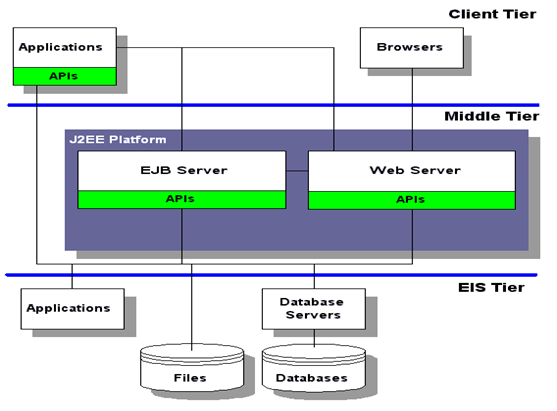 Client Tier
Applications
Browsers
APIs
Middle Tier
J2EE Platform
EJB Server
Web Server
APIs
APIs
EIS Tier
Applications
Database
Servers
Files
Databases